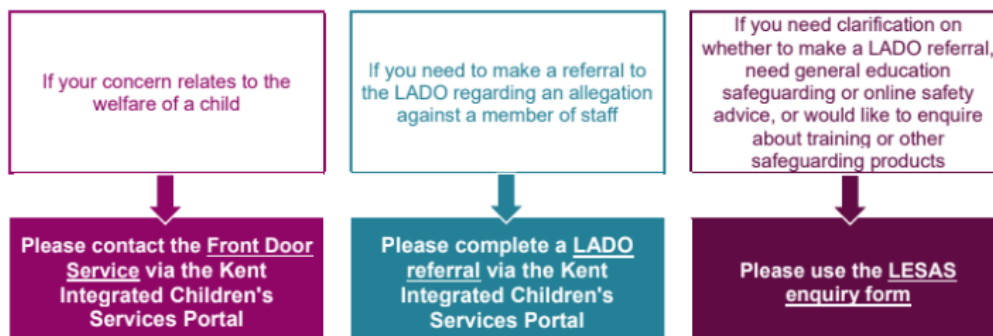 If your concern relates to the
welfare of a child
Please contact the Front Door
Service via the Kent
Integrated Children's
Services Portal
If you need to make a referral to
the LADO regarding an allegation
against a member of staff
Please complete a LADO
referral via the Kent
Integrated Children's
Services Portal
If you need clarification on
whether to make a LADO referral,
need general education
safeguarding or online safety
advice, or would like to enquire
about training or other
safeguarding products
Please use the LESAS
enquiry form